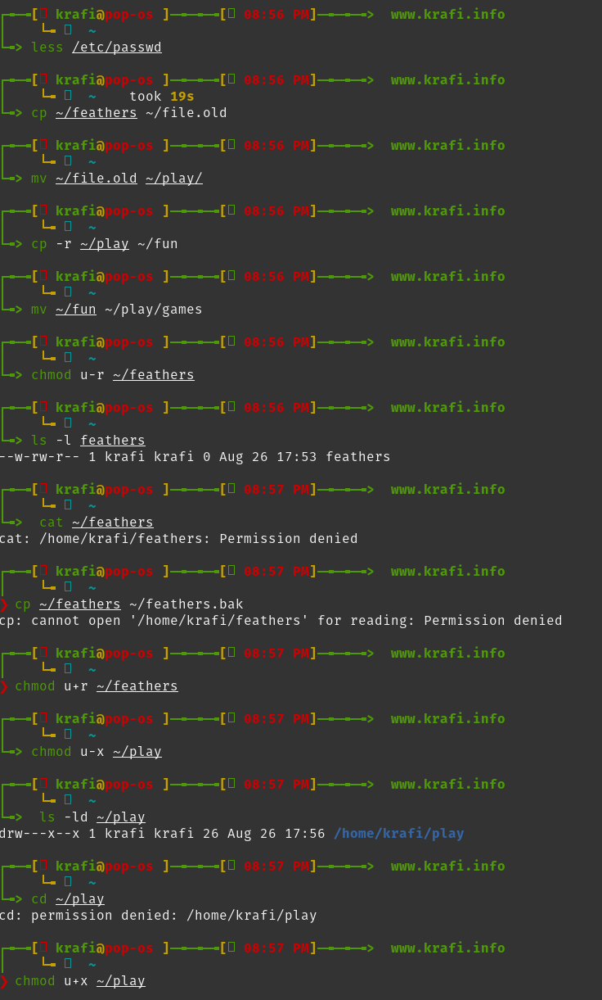 [ krafi@pop-os ] [ 08:56 PM] > www.krafi.info
~
> less /etc/passwd
[ krafi@pop-os ] [ 08:56 PM] > www.krafi.info
~ took 19s
> cp ~/feathers ~/file.old
[ krafi@pop-os ] [ 08:56 PM] > www.krafi.info
~
> mv ~/file.old ~/play/
[ krafi@pop-os ] [ 08:56 PM] > www.krafi.info
~
> cp -r ~/play ~/fun
[ krafi@pop-os ] [ 08:56 PM] > www.krafi.info
~
> mv ~/fun ~/play/games
[ krafi@pop-os ] [ 08:56 PM] > www.krafi.info
~
> chmod u-r ~/feathers
[ krafi@pop-os ] [ 08:56 PM] > www.krafi.info
~
> ls -l feathers
--w-rw-r-- 1 krafi krafi 0 Aug 26 17:53 feathers
[ krafi@pop-os ] [ 08:57 PM] > www.krafi.info
~
> cat ~/feathers
cat: /home/krafi/feathers: Permission denied
[ krafi@pop-os ] [ 08:57 PM] > www.krafi.info
~
❯ cp ~/feathers ~/feathers.bak
cp: cannot open '/home/krafi/feathers' for reading: Permission denied
[ krafi@pop-os ] [ 08:57 PM] > www.krafi.info
~
❯ chmod u+r ~/feathers
[ krafi@pop-os ] [ 08:57 PM] > www.krafi.info
~
> chmod u-x ~/play
[ krafi@pop-os ] [ 08:57 PM] > www.krafi.info
~
> ls -ld ~/play
drw---x--x 1 krafi krafi 26 Aug 26 17:56 /home/krafi/play
[ krafi@pop-os ] [ 08:57 PM] > www.krafi.info
~
> cd ~/play
cd: permission denied: /home/krafi/play
[ krafi@pop-os ] [ 08:57 PM] > www.krafi.info
~
❯ chmod u+x ~/play